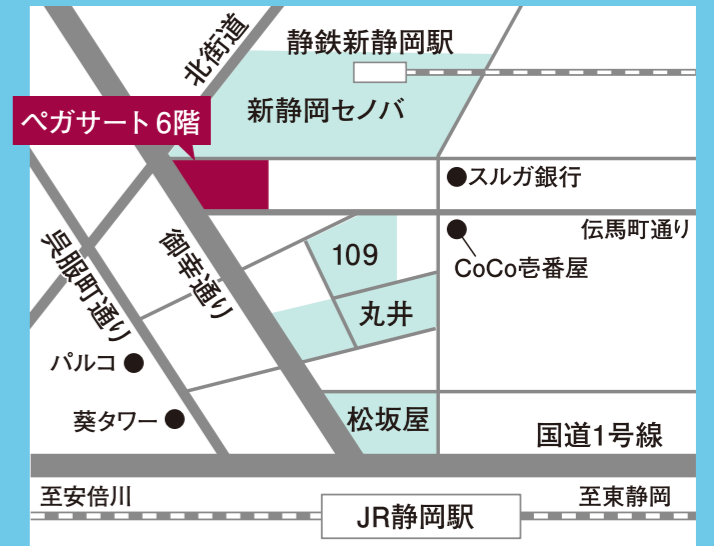 北街道
静鉄新静岡駅
新静岡セノバ
ペガサート6階
スルガ銀行
伝馬町通り
CoCo壱番屋
呉服町通り
御幸通り
109
丸井
パルコ
葵タワー
松坂屋
国道1号線
至安倍川
JR静岡駅
至東静岡